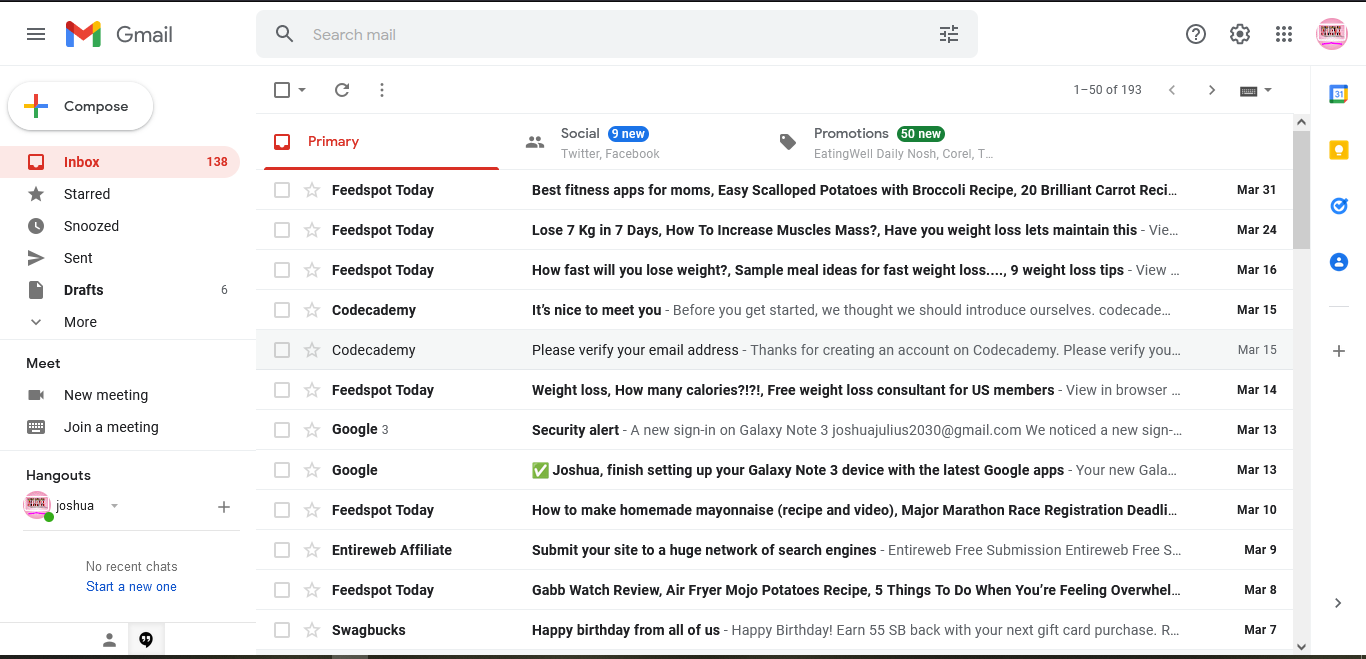 Gmail
Search mail
Compose
1–50 of 193
31
Primary
Social 9 new
Twitter, Facebook
Promotions 50 new
EatingWell Daily Nosh, Corel, T…
Inbox 138
Starred
Snoozed
Sent
Drafts 6
More
Meet
New meeting
Join a meeting
Hangouts
joshua
No recent chats
Start a new one
Feedspot Today Best fitness apps for moms, Easy Scalloped Potatoes with Broccoli Recipe, 20 Brilliant Carrot Reci… Mar 31
Feedspot Today Lose 7 Kg in 7 Days, How To Increase Muscles Mass?, Have you weight loss lets maintain this - Vie… Mar 24
Feedspot Today How fast will you lose weight?, Sample meal ideas for fast weight loss...., 9 weight loss tips - View … Mar 16
Codecademy It’s nice to meet you - Before you get started, we thought we should introduce ourselves. codecade… Mar 15
Codecademy Please verify your email address - Thanks for creating an account on Codecademy. Please verify you… Mar 15
Feedspot Today Weight loss, How many calories?!?!, Free weight loss consultant for US members - View in browser … Mar 14
Google 3 Security alert - A new sign-in on Galaxy Note 3 joshuajulius2030@gmail.com We noticed a new sign-… Mar 13
Google ✅ Joshua, finish setting up your Galaxy Note 3 device with the latest Google apps - Your new Gala… Mar 13
Feedspot Today How to make homemade mayonnaise (recipe and video), Major Marathon Race Registration Deadli… Mar 10
Entireweb Affiliate Submit your site to a huge network of search engines - Entireweb Free Submission Entireweb Free S… Mar 9
Feedspot Today Gabb Watch Review, Air Fryer Mojo Potatoes Recipe, 5 Things To Do When You’re Feeling Overwhel… Mar 8
Swagbucks Happy birthday from all of us - Happy Birthday! Earn 55 SB back with your next gift card purchase. R… Mar 7